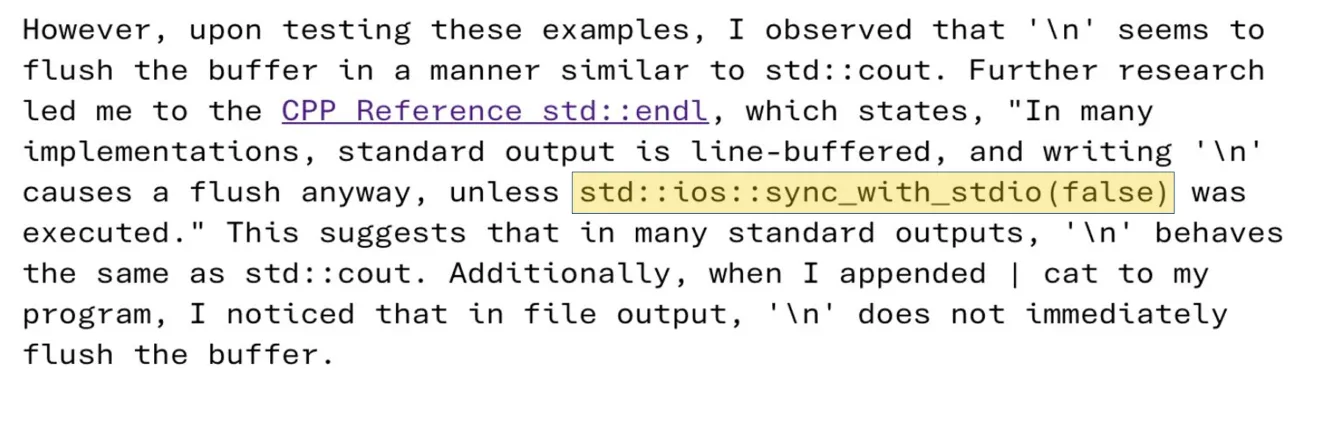 However, upon testing these examples, I observed that '\n' seems to
flush the buffer in a manner similar to std::cout. Further research
led me to the CPP Reference std::endl, which states, "In many
implementations, standard output is line-buffered, and writing '\n'
causes a flush anyway, unless std::ios::sync_with_stdio(false) was
executed." This suggests that in many standard outputs, '\n' behaves
the same as std::cout. Additionally, when I appended | cat to my
program, I noticed that in file output, '\n' does not immediately
flush the buffer.